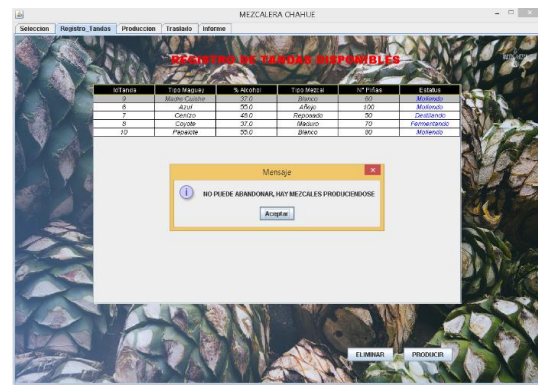 MEZCALERA CHAHUE
Seleccion Registro_Tandas Produccion Traslado Informe
REGISTRO DE TANDAS DISPONIBLES
IdTanda Tipo Maguey % Alcohol Tipo Mezcal N° Piñas Estatus
9 Madre Cuishe 37.0 Blanco 60 Moliendo
6 Azul 55.0 Añejo 100 Moliendo
7 Cenizo 48.0 Reposado 50 Destilando
8 Coyote 37.0 Maduro 70 Fermentando
10 Papalote 55.0 Blanco 80 Moliendo
Mensaje
NO PUEDE ABANDONAR, HAY MEZCALES PRODUCIENDOSE
Aceptar
ELIMINAR PRODUCIR